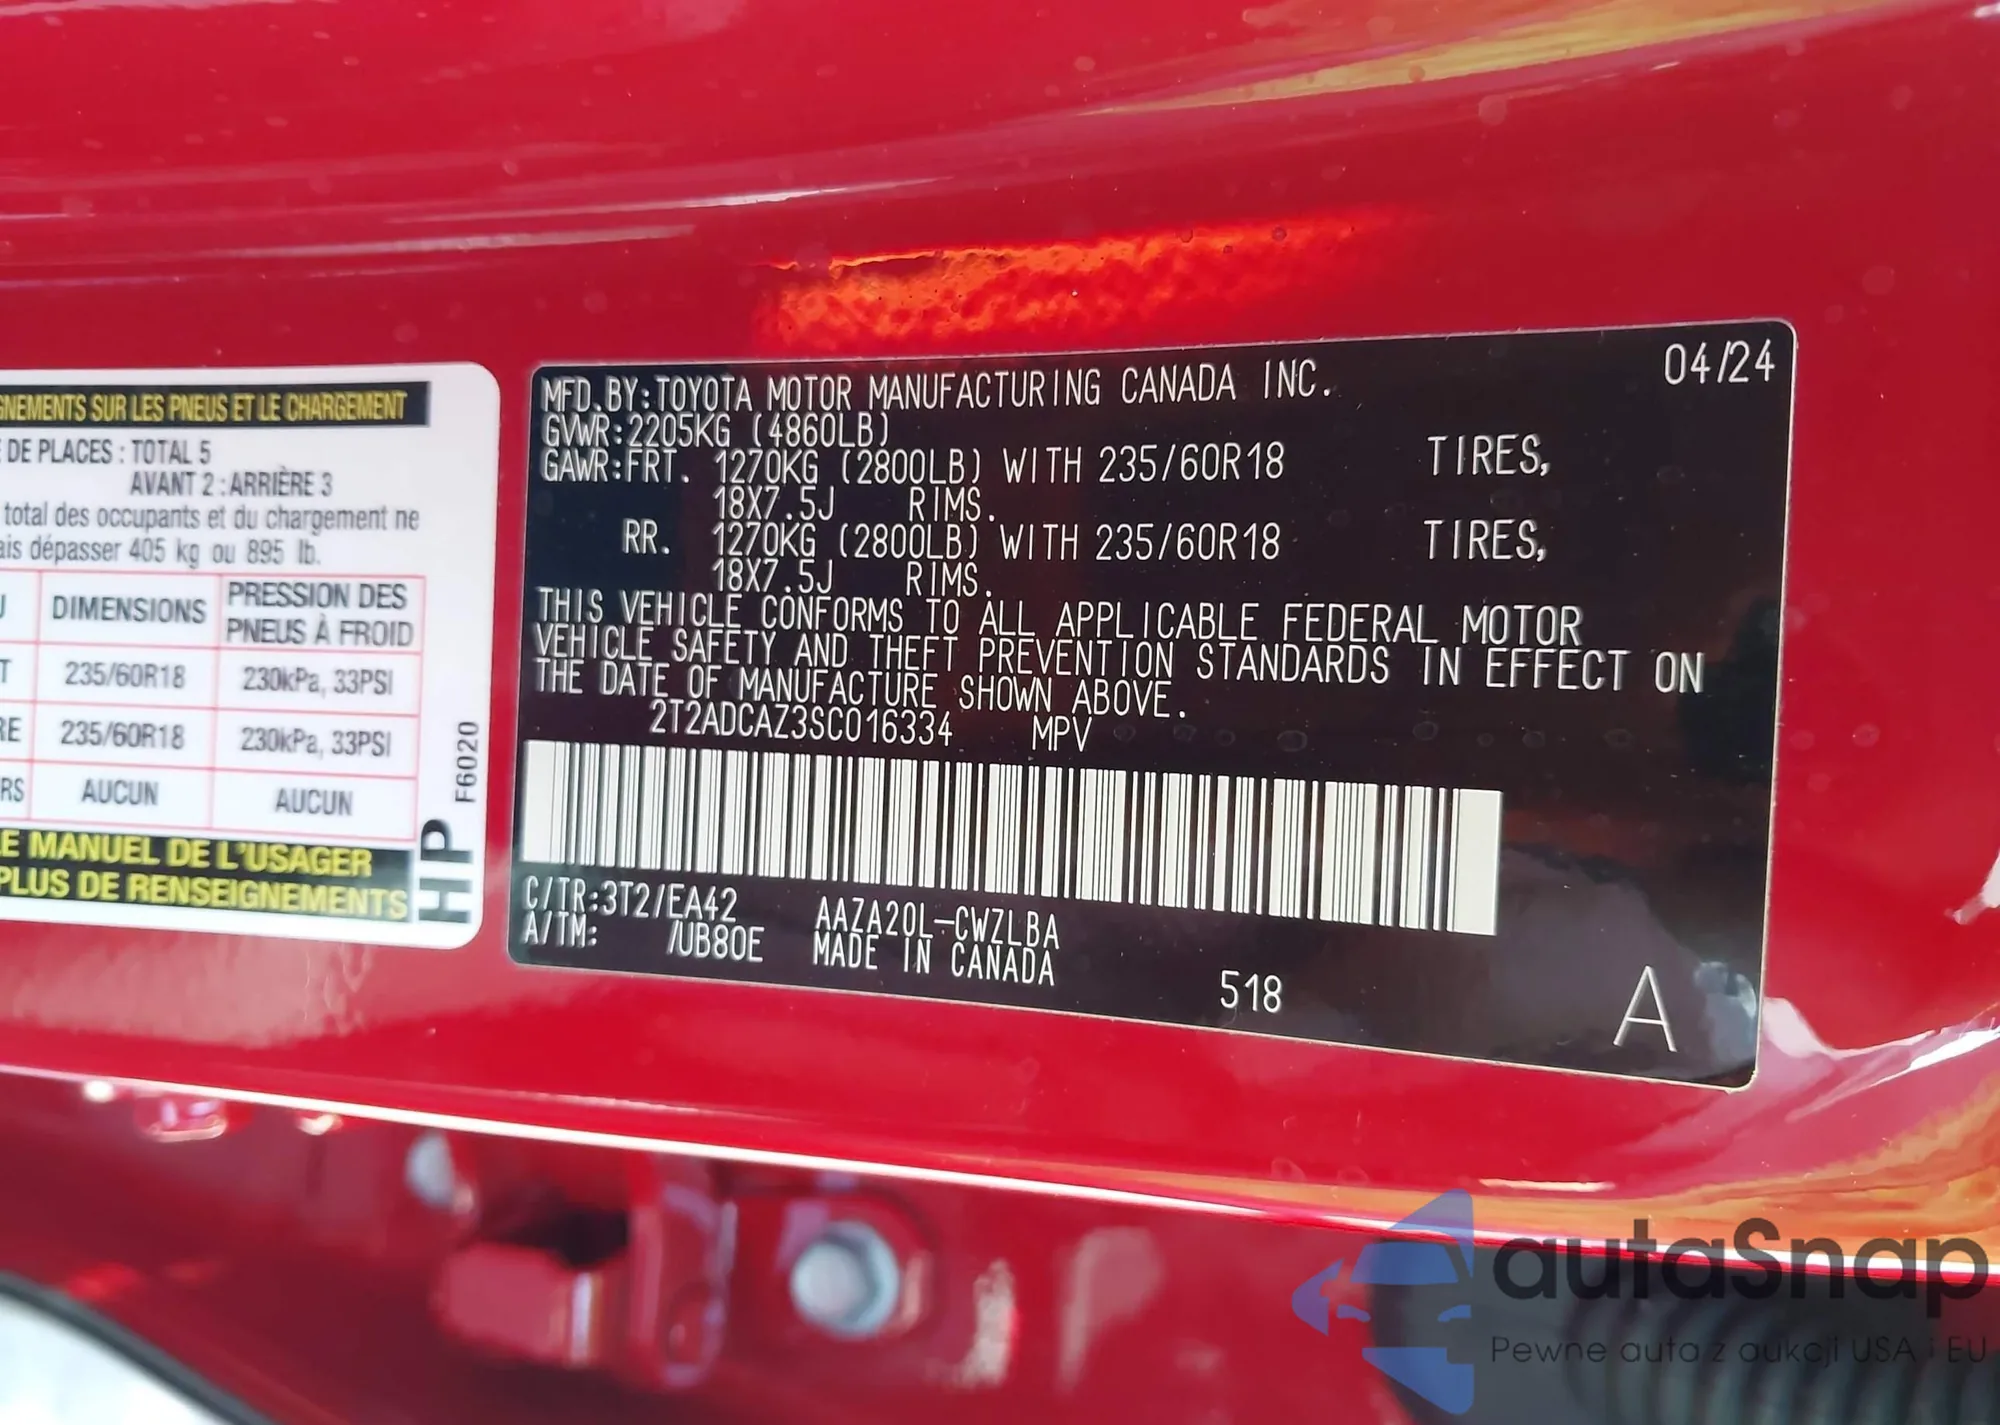 GNEMENTS SUR LES PNEUS ET LE CHARGEMENT
DE PLACES : TOTAL 5
AVANT 2 : ARRIÈRE 3
total des occupants et du chargement ne
ais dépasser 405 kg ou 895 lb.
DIMENSIONS PRESSION DES PNEUS À FROID
T 235/60R18 230kPa, 33PSI
RE 235/60R18 230kPa, 33PSI
RS AUCUN AUCUN
LE MANUEL DE L'USAGER
PLUS DE RENSEIGNEMENTS
HP F6020
04/24
MFD.BY:TOYOTA MOTOR MANUFACTURING CANADA INC.
GVWR:2205KG (4860LB)
GAWR:FRT. 1270KG (2800LB) WITH 235/60R18 TIRES,
18X7.5J RIMS.
RR. 1270KG (2800LB) WITH 235/60R18 TIRES,
18X7.5J RIMS.
THIS VEHICLE CONFORMS TO ALL APPLICABLE FEDERAL MOTOR
VEHICLE SAFETY AND THEFT PREVENTION STANDARDS IN EFFECT ON
THE DATE OF MANUFACTURE SHOWN ABOVE.
2T2ADCAZ3SC016334 MPV
C/TR:3T2/EA42 AAZA20L-CWZLBA
A/TM: /UB80E MADE IN CANADA
518
A
autaSnap
Pewne auta z aukcji USA i EU